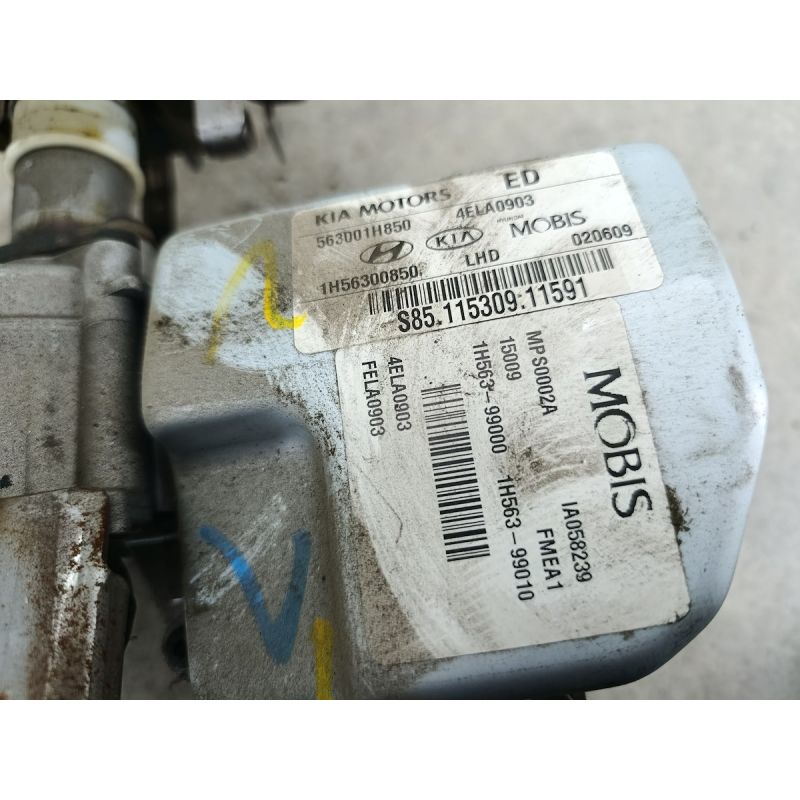 KIA MOTORS ED
563001H850 4ELA0903
KIA HYUNDAI MOBIS
1H56300850 LHD 020609
S85.115309.11591
MOBIS
IA058239
FMEA1
MPS0002A
15009
1H563-99000 1H563-99010
4ELA0903
FELA0903